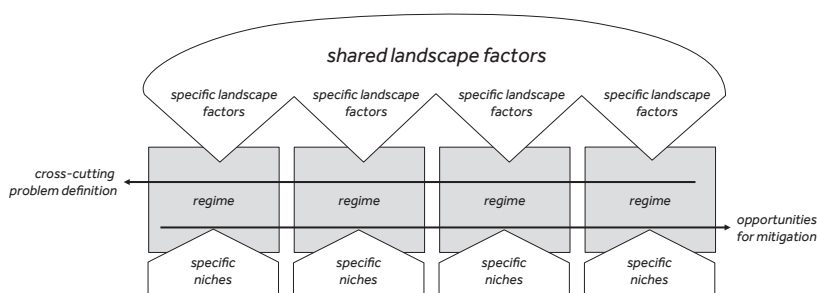 shared landscape factors
specific landscape
factors
specific landscape
factors
specific landscape
factors
specific landscape
factors
cross-cutting
problem definition
regime
regime
regime
regime
opportunities
for mitigation
specific
niches
specific
niches
specific
niches
specific
niches